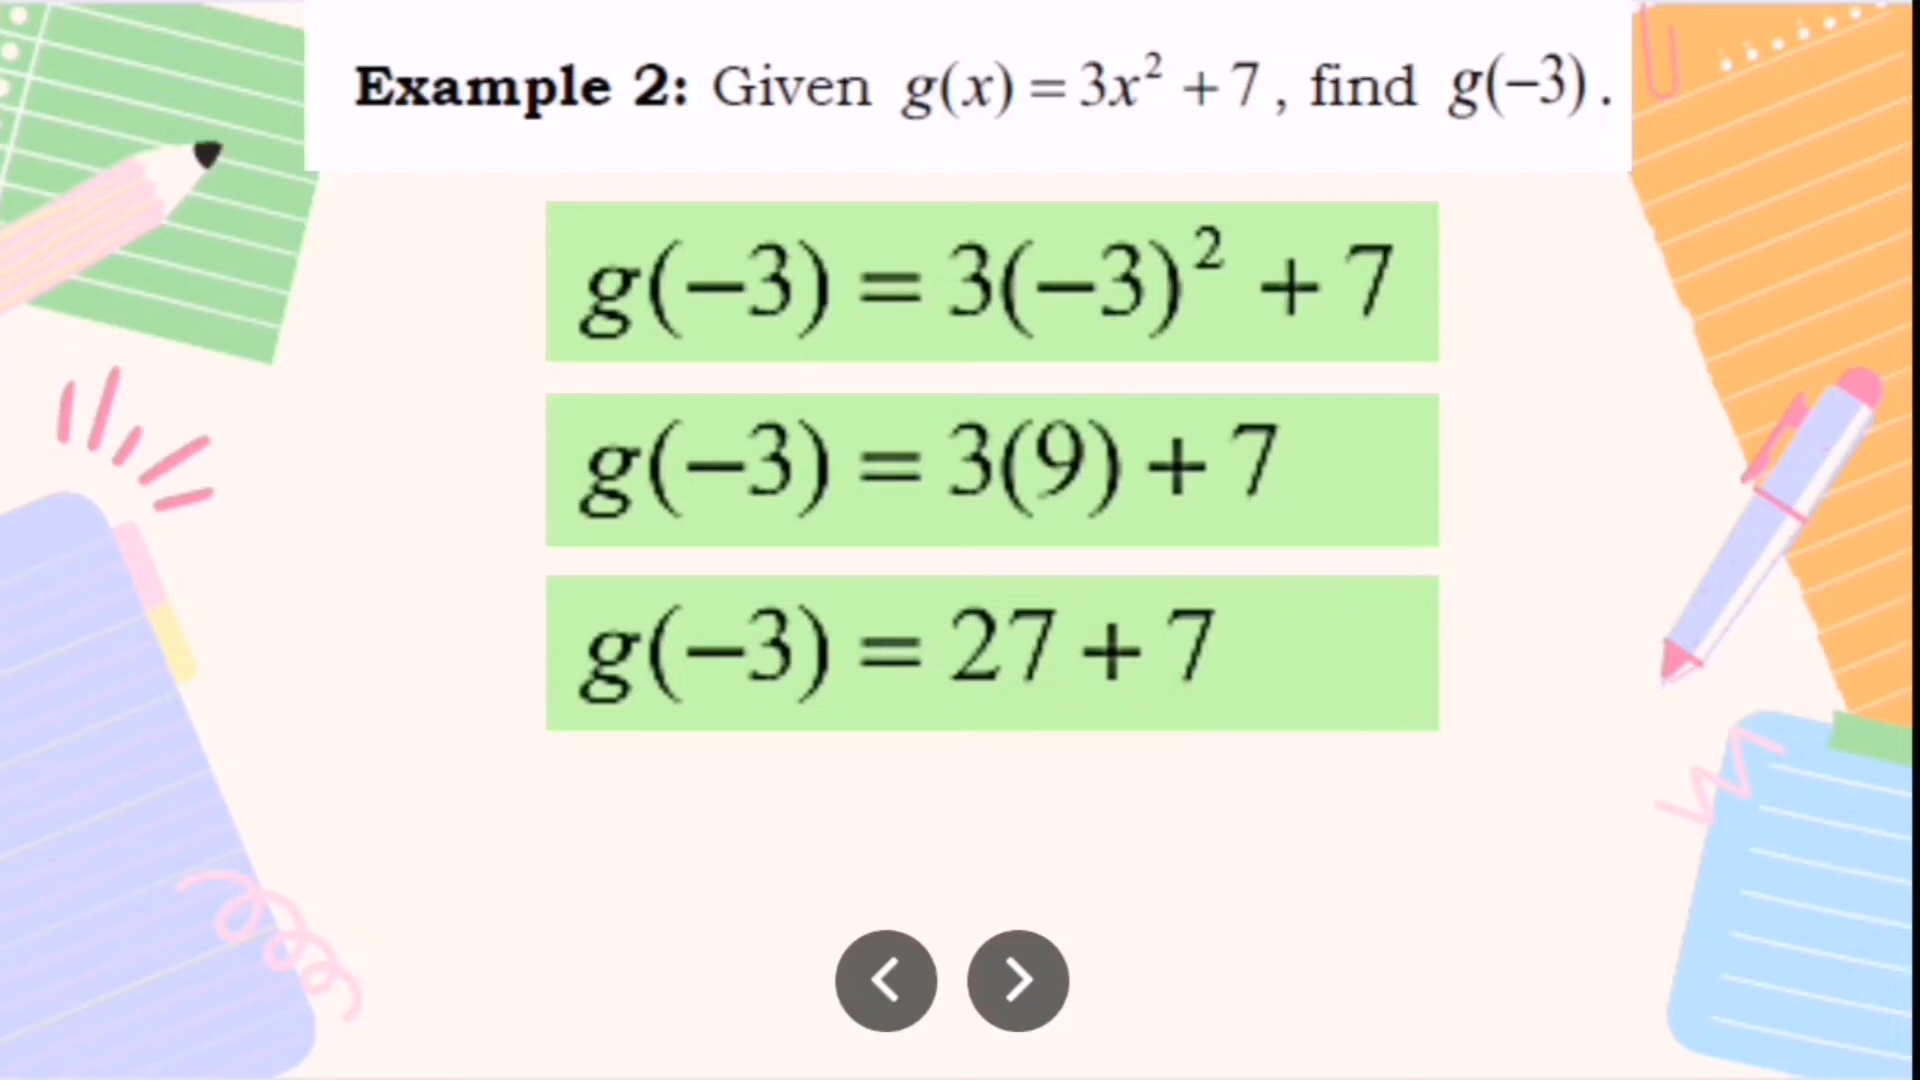 Example 2: Given g(x) = 3x² + 7, find g(−3).
g(−3) = 3(−3)² + 7
g(−3) = 3(9) + 7
g(−3) = 27 + 7